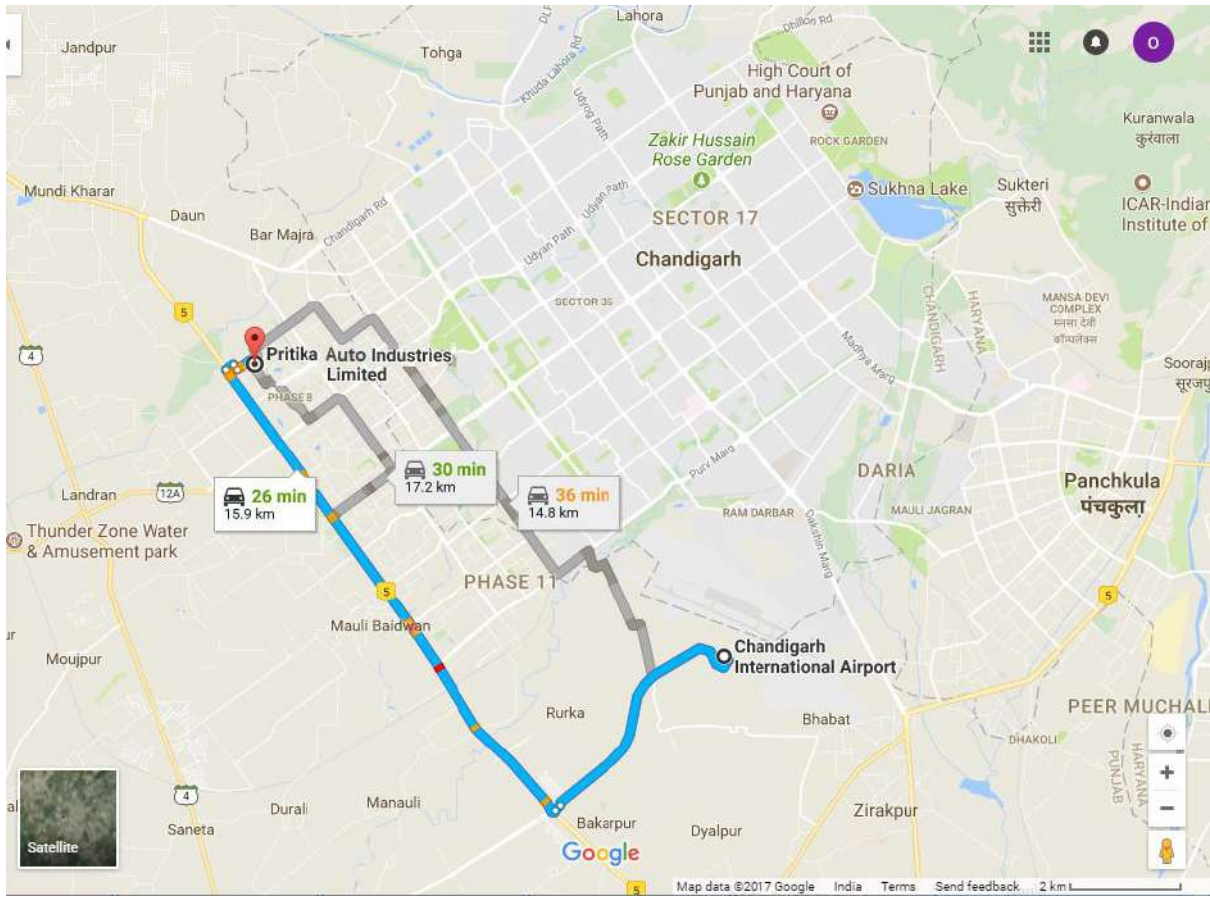 Lahora
Dhillon Rd
Jandpur
Tohga
Khuda Lahora Rd
Udyog Path
High Court of
Punjab and Haryana
O
Kuranwala
कुरंवाला
ROCK GARDEN
Zakir Hussain
Rose Garden
Mundi Kharar
Daun
Bar Majra
Chandigarh Rd
Udyan Path
Udyan Path
SECTOR 17
Sukhna Lake
Sukteri
सुक्तेरी
ICAR-Indian
Institute of
Chandigarh
SECTOR 35
CHANDIGARH
HARYANA
MANSA DEVI
COMPLEX
मनसा देवी
कॉम्पलेक्स
5
4
Pritika Auto Industries
Limited
Madhya Marg
Sooraj
सूरजपु
PHASE 8
30 min
17.2 km
26 min
15.9 km
36 min
14.8 km
Purv Marg
DARIA
Panchkula
पंचकुला
Landran
12A
RAM DARBAR
MAULI JAGRAN
Dakshin Marg
Thunder Zone Water
& Amusement park
PHASE 11
5
5
Mauli Baidwan
Moujpur
Chandigarh
International Airport
Rurka
Bhabat
PEER MUCHALL
DHAKOLI
PUNJAB
HARYANA
4
Durali
Manauli
Zirakpur
Saneta
Bakarpur
Dyalpur
Satellite
Google
5
Map data ©2017 Google India Terms Send feedback 2 km